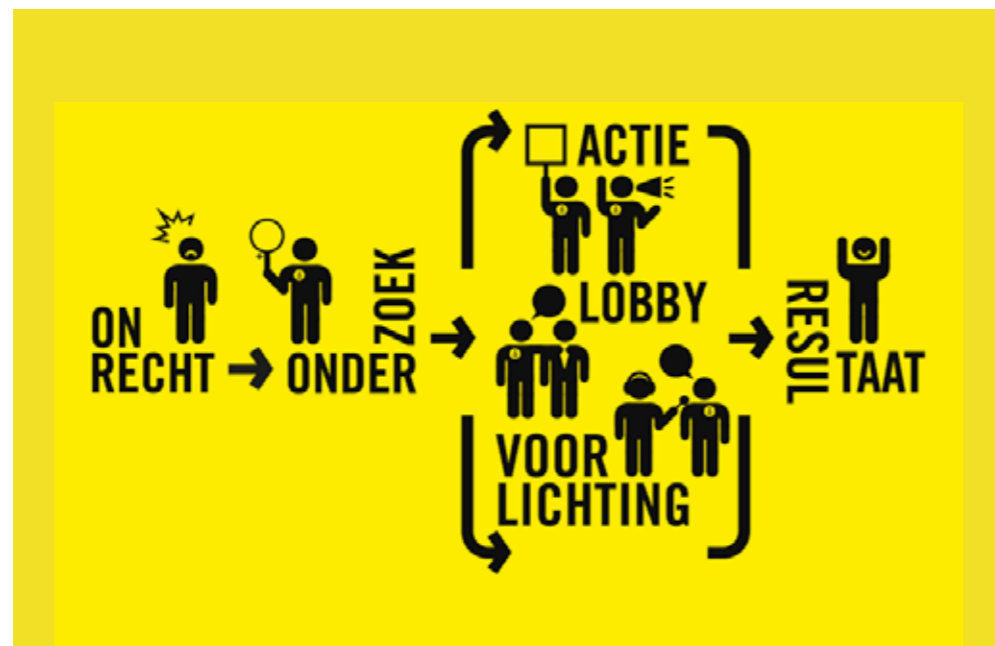 ON
RECHT
ONDER
ZOEK
ACTIE
LOBBY
VOOR
LICHTING
RESUL
TAAT